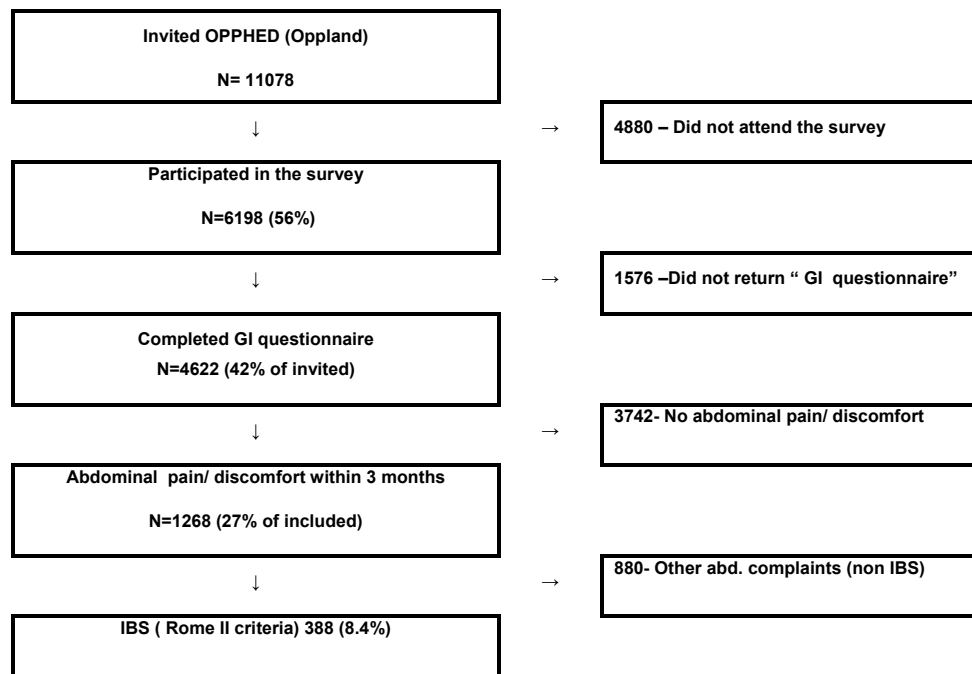 Invited OPPHED (Oppland)
N= 11078
↓ → 4880 – Did not attend the survey
Participated in the survey
N=6198 (56%)
↓ → 1576 –Did not return “ GI questionnaire”
Completed GI questionnaire
N=4622 (42% of invited)
↓ → 3742- No abdominal pain/ discomfort
Abdominal pain/ discomfort within 3 months
N=1268 (27% of included)
↓ → 880- Other abd. complaints (non IBS)
IBS ( Rome II criteria) 388 (8.4%)